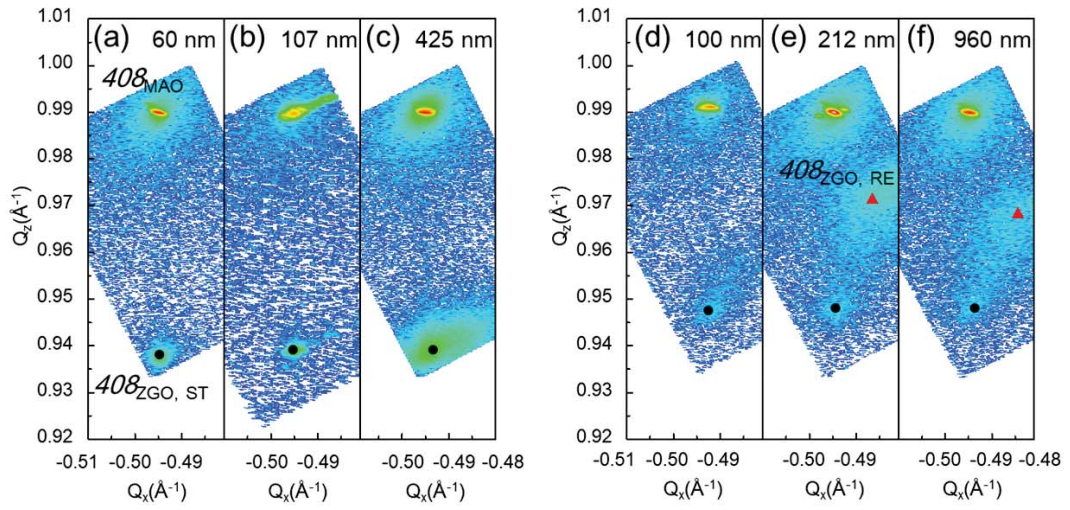 (a) 60 nm (b) 107 nm (c) 425 nm
408MAO
408ZGO, ST
1.01
1.00
0.99
0.98
0.97
0.96
0.95
0.94
0.93
0.92
Qz(Å-1)
-0.51 -0.50 -0.49 -0.50 -0.49 -0.50 -0.49 -0.48
Qx(Å-1) Qx(Å-1) Qx(Å-1)
(d) 100 nm (e) 212 nm (f) 960 nm
408ZGO, RE
1.01
1.00
0.99
0.98
0.97
0.96
0.95
0.94
0.93
0.92
Qz(Å-1)
-0.51 -0.50 -0.49 -0.50 -0.49 -0.50 -0.49 -0.48
Qx(Å-1) Qx(Å-1) Qx(Å-1)